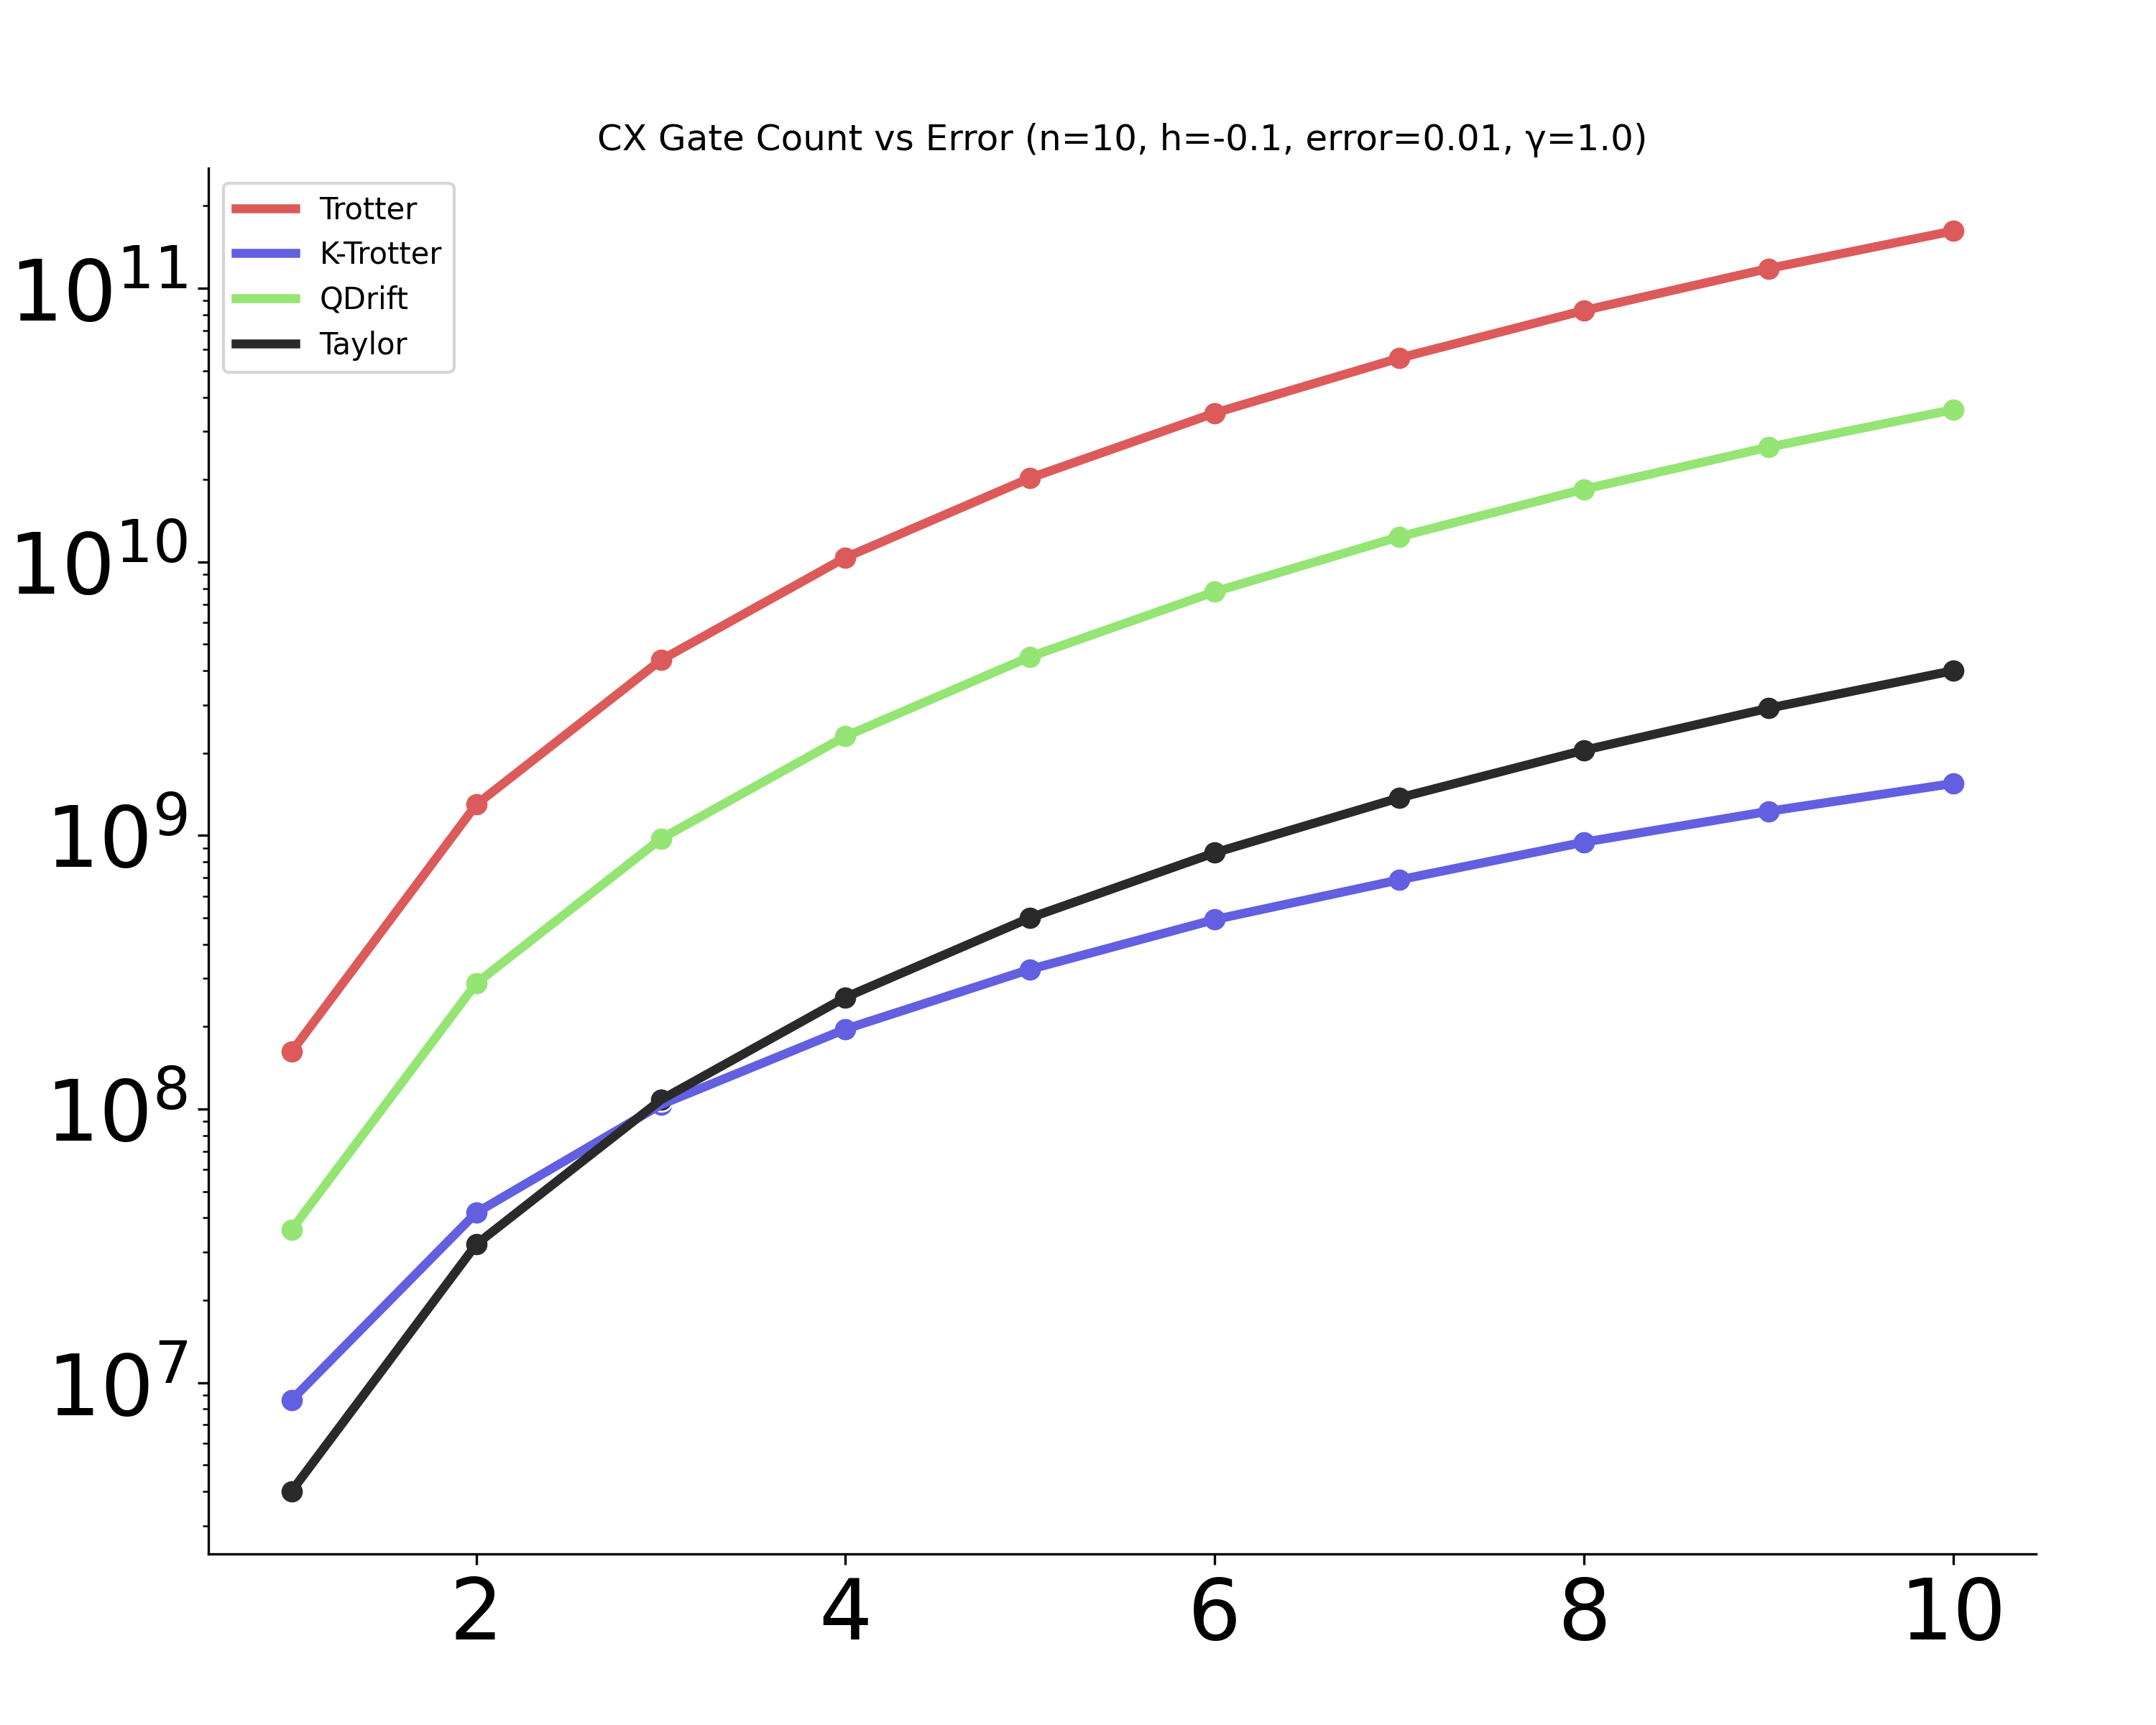 CX Gate Count vs Error (n=10, h=-0.1, error=0.01, γ=1.0)
Trotter
K-Trotter
QDrift
Taylor
10¹¹
10¹⁰
10⁹
10⁸
10⁷
2 4 6 8 10